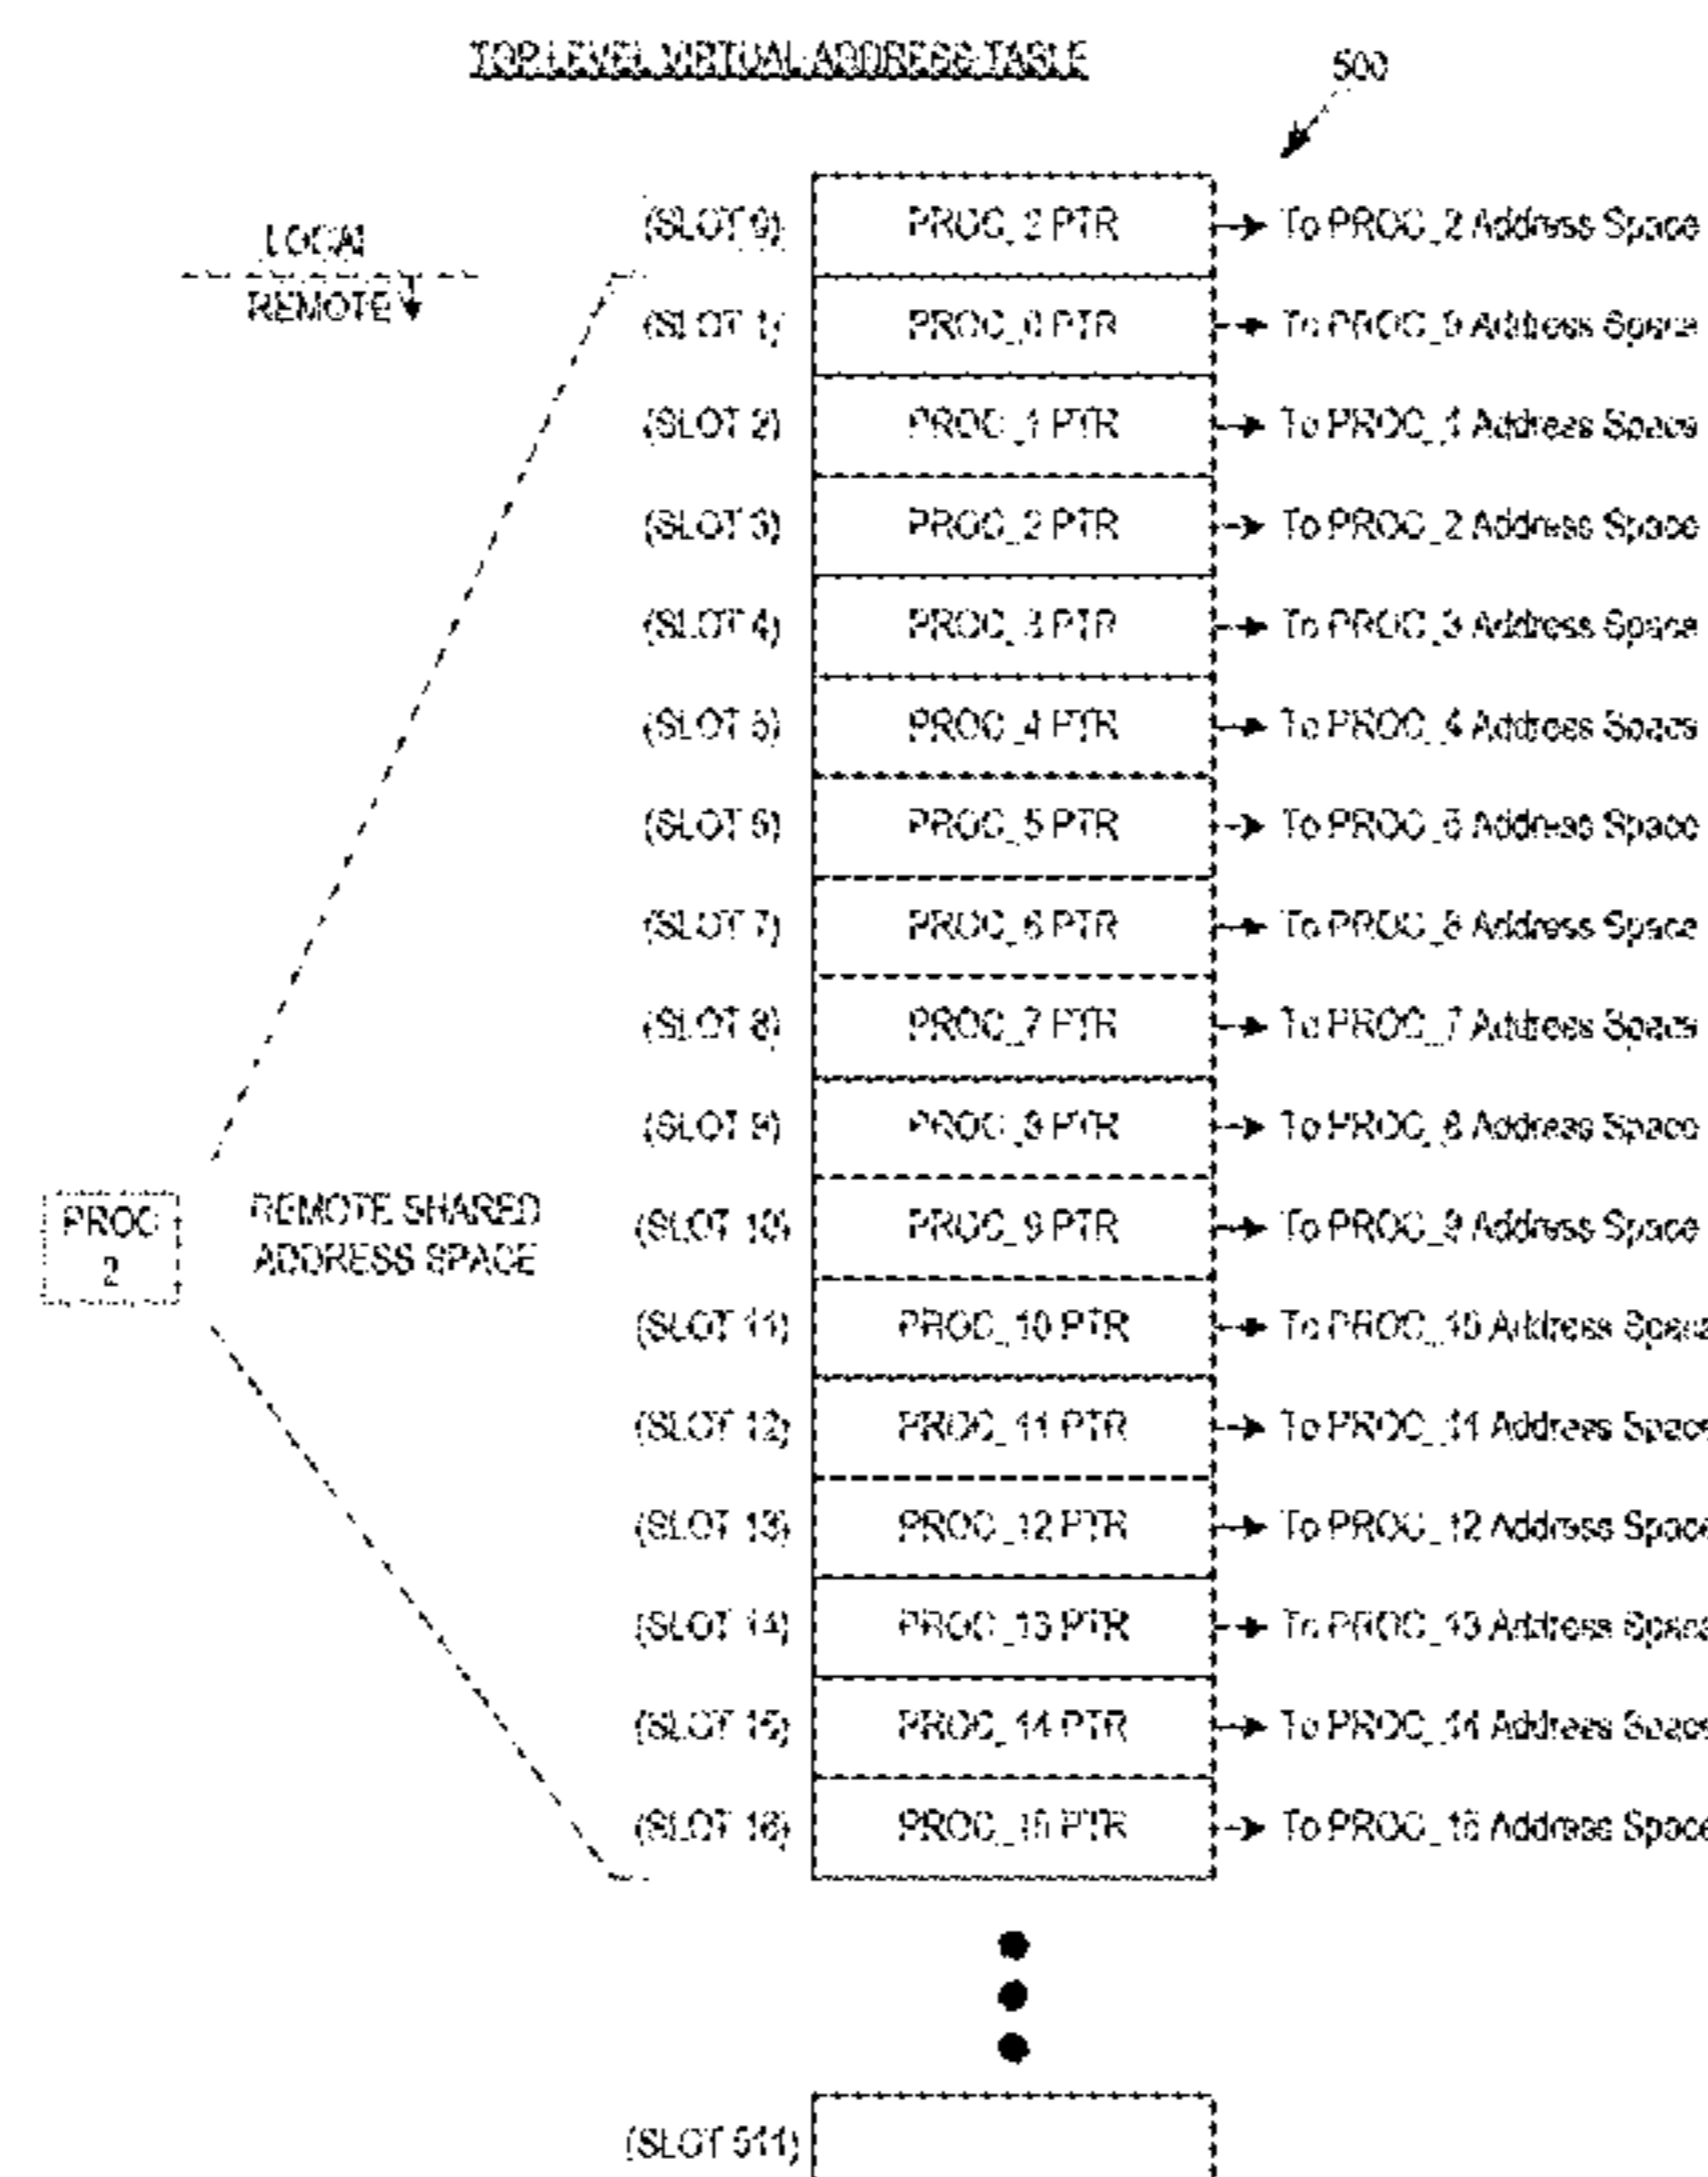 TOP LEVEL VIRTUAL ADDRESS TABLE
500
LOCAL
REMOTE
(SLOT 0) PROC_2 PTR To PROC_2 Address Space
(SLOT 1) PROC_0 PTR To PROC_0 Address Space
(SLOT 2) PROC_1 PTR To PROC_1 Address Space
(SLOT 3) PROC_2 PTR To PROC_2 Address Space
(SLOT 4) PROC_3 PTR To PROC_3 Address Space
(SLOT 5) PROC_4 PTR To PROC_4 Address Space
(SLOT 6) PROC_5 PTR To PROC_5 Address Space
(SLOT 7) PROC_6 PTR To PROC_6 Address Space
(SLOT 8) PROC_7 PTR To PROC_7 Address Space
(SLOT 9) PROC_8 PTR To PROC_8 Address Space
PROC
2
REMOTE SHARED
ADDRESS SPACE
(SLOT 10) PROC_9 PTR To PROC_9 Address Space
(SLOT 11) PROC_10 PTR To PROC_10 Address Space
(SLOT 12) PROC_11 PTR To PROC_11 Address Space
(SLOT 13) PROC_12 PTR To PROC_12 Address Space
(SLOT 14) PROC_13 PTR To PROC_13 Address Space
(SLOT 15) PROC_14 PTR To PROC_14 Address Space
(SLOT 16) PROC_15 PTR To PROC_15 Address Space
(SLOT 511)